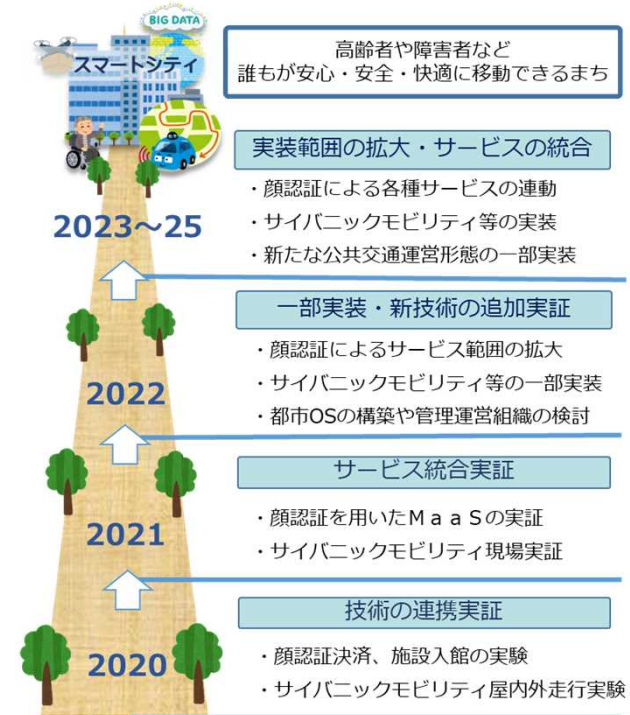 BIG DATA
スマートシティ
高齢者や障害者など
誰もが安心・安全・快適に移動できるまち
実装範囲の拡大・サービスの統合
・顔認証による各種サービスの連動
・サイバニックモビリティ等の実装
・新たな公共交通運営形態の一部実装
2023～25
一部実装・新技術の追加実証
・顔認証によるサービス範囲の拡大
・サイバニックモビリティ等の一部実装
・都市OSの構築や管理運営組織の検討
2022
サービス統合実証
・顔認証を用いたＭａａＳの実証
・サイバニックモビリティ現場実証
2021
技術の連携実証
・顔認証決済、施設入館の実験
・サイバニックモビリティ屋内外走行実験
2020